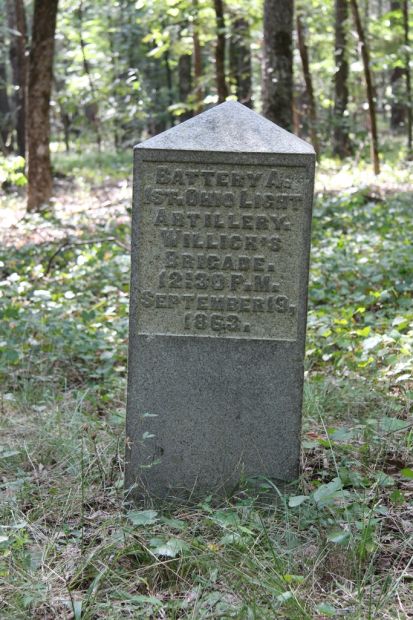 BATTERY A.
1ST. OHIO LIGHT
ARTILLERY.
WILLICH'S
BRIGADE.
12:30 P.M.
SEPTEMBER 19,
1863.